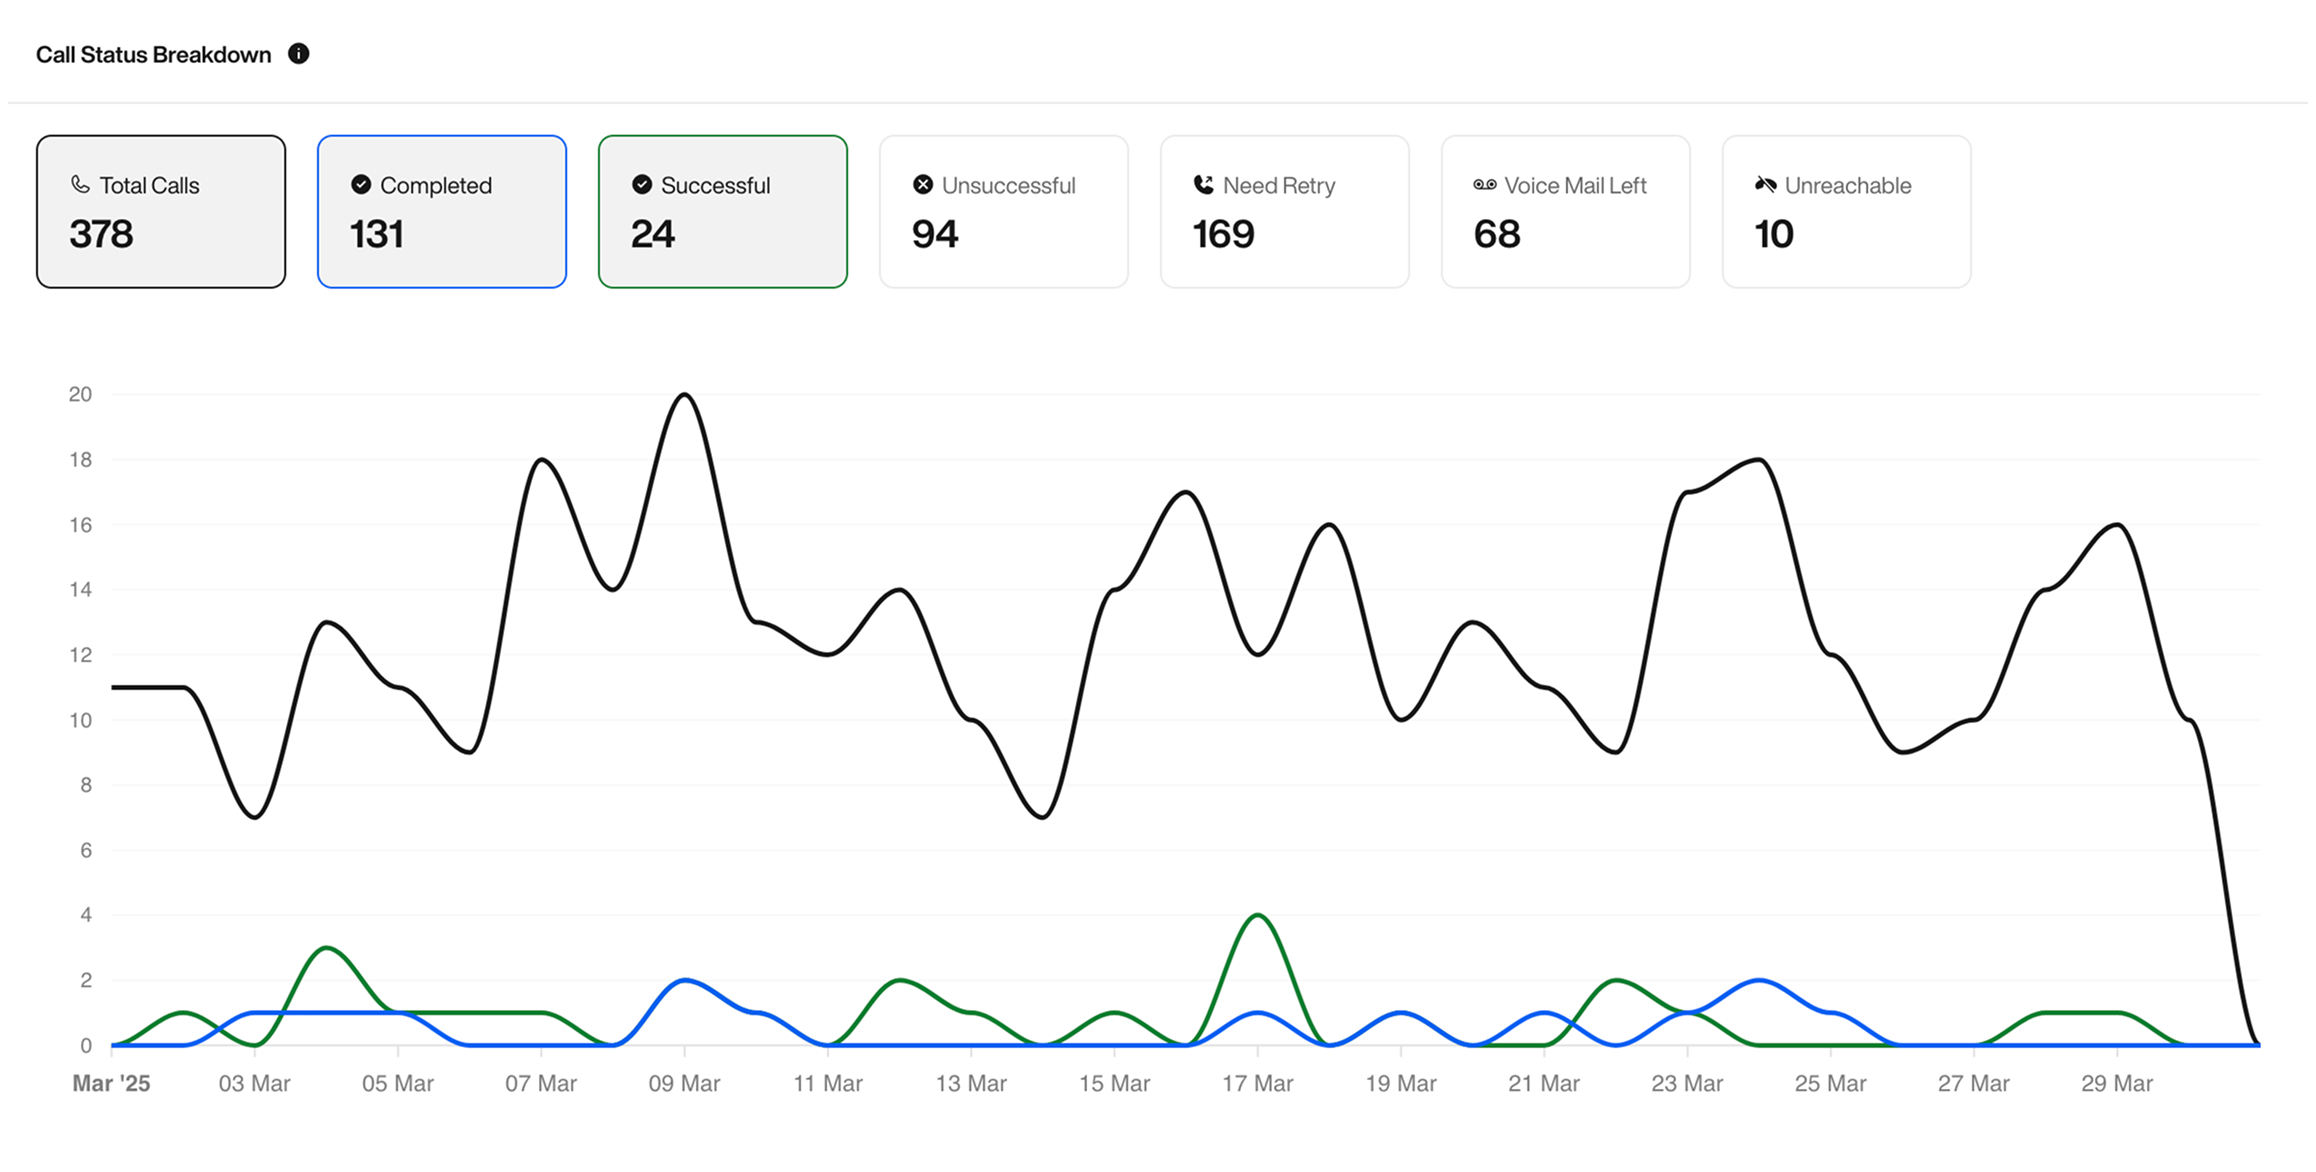 Call Status Breakdown
Total Calls
378
Completed
131
Successful
24
Unsuccessful
94
Need Retry
169
Voice Mail Left
68
Unreachable
10
20
18
16
14
12
10
8
6
4
2
0
Mar '25 03 Mar 05 Mar 07 Mar 09 Mar 11 Mar 13 Mar 15 Mar 17 Mar 19 Mar 21 Mar 23 Mar 25 Mar 27 Mar 29 Mar